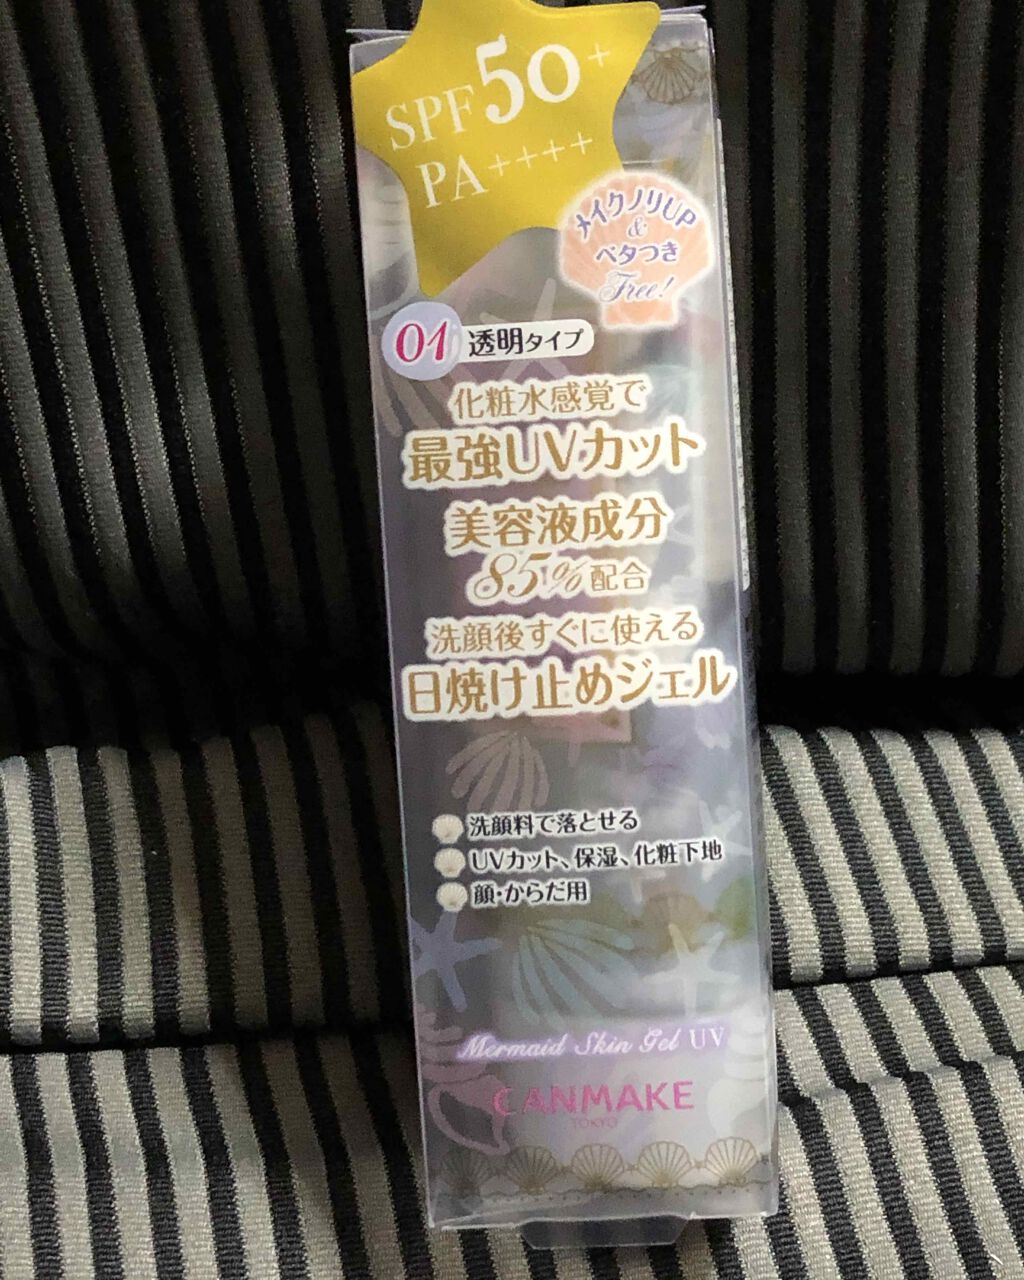 SPF50+
PA++++
メイクノリUP
&
ベタつき
Free!
01 透明タイプ
化粧水感覚で
最強UVカット
美容液成分
85%配合
洗顔後すぐに使える
日焼け止めジェル
洗顔料で落とせる
UVカット、保湿、化粧下地
顔・からだ用
Mermaid Skin Gel UV
CANMAKE
TOKYO